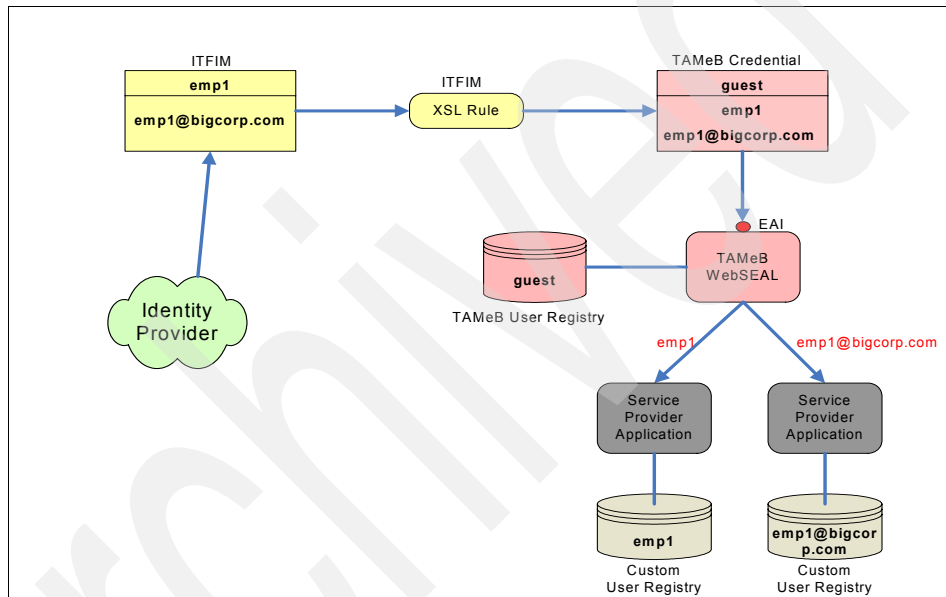 ITFIM
emp1
emp1@bigcorp.com
ITFIM
XSL Rule
TAMeB Credential
guest
emp1
emp1@bigcorp.com
EAI
TAMeB
WebSEAL
guest
TAMeB User Registry
Identity
Provider
emp1
emp1@bigcorp.com
Service
Provider
Application
Service
Provider
Application
emp1
emp1@bigcor
p.com
Custom
User Registry
Custom
User Registry
rchived